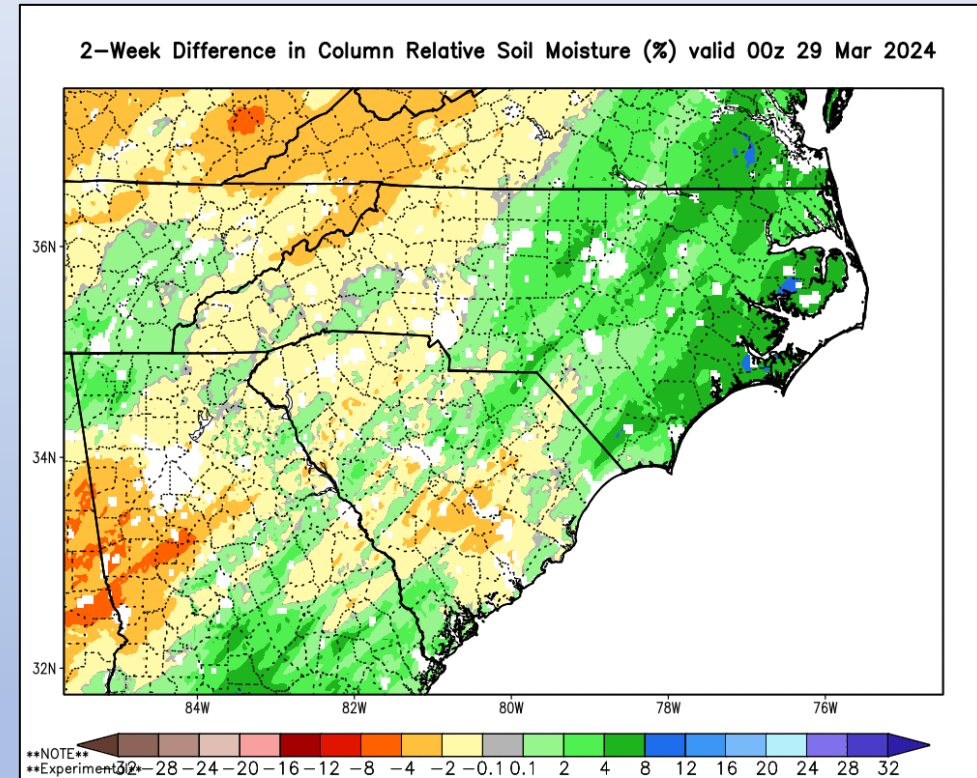 2-Week Difference in Column Relative Soil Moisture (%) valid 00z 29 Mar 2024
36N
34N
32N
84W 82W 80W 78W 76W
**NOTE**
**Experimental**
-32 -28 -24 -20 -16 -12 -8 -4 -2 -0.1 0.1 2 4 8 12 16 20 24 28 32